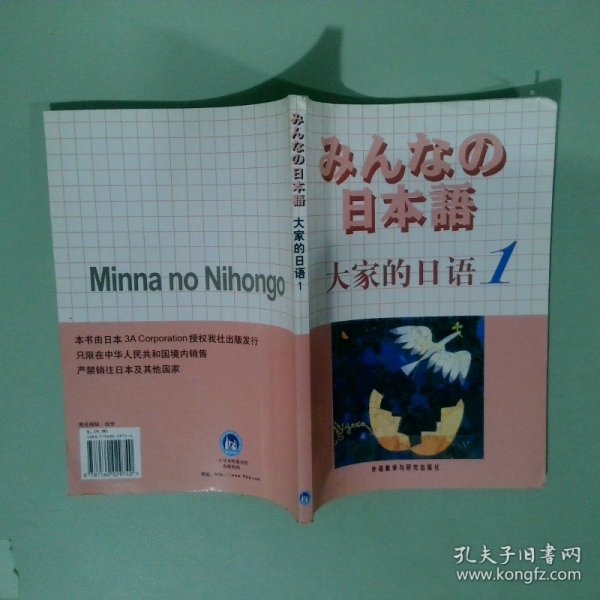 みんなの
日本語
大家的日语 1
外语教学与研究出版社
みんなの日本語 大家的日语 1
Minna no Nihongo
本书由日本 3A Corporation 授权我社出版发行
只限在中华人民共和国境内销售
严禁销往日本及其他国家
孔夫子旧书网
www.kongfz.com